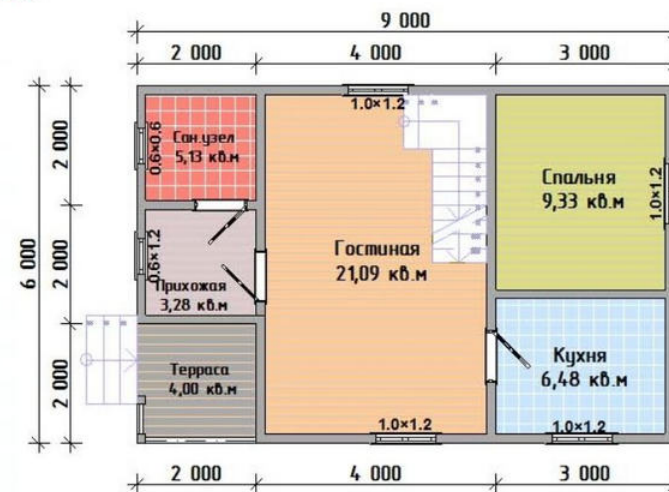 9 000
2 000
4 000
3 000
6 000
2 000
2 000
2 000
1.0×1.2
0.6×0.6
Сан.узел
5,13 кв.м
Спальня
9,33 кв.м
1.0×1.2
0.6×1.2
Прихожая
3,28 кв.м
Гостиная
21,09 кв.м
Терраса
4,00 кв.м
Кухня
6,48 кв.м
1.0×1.2
1.0×1.2
2 000
4 000
3 000